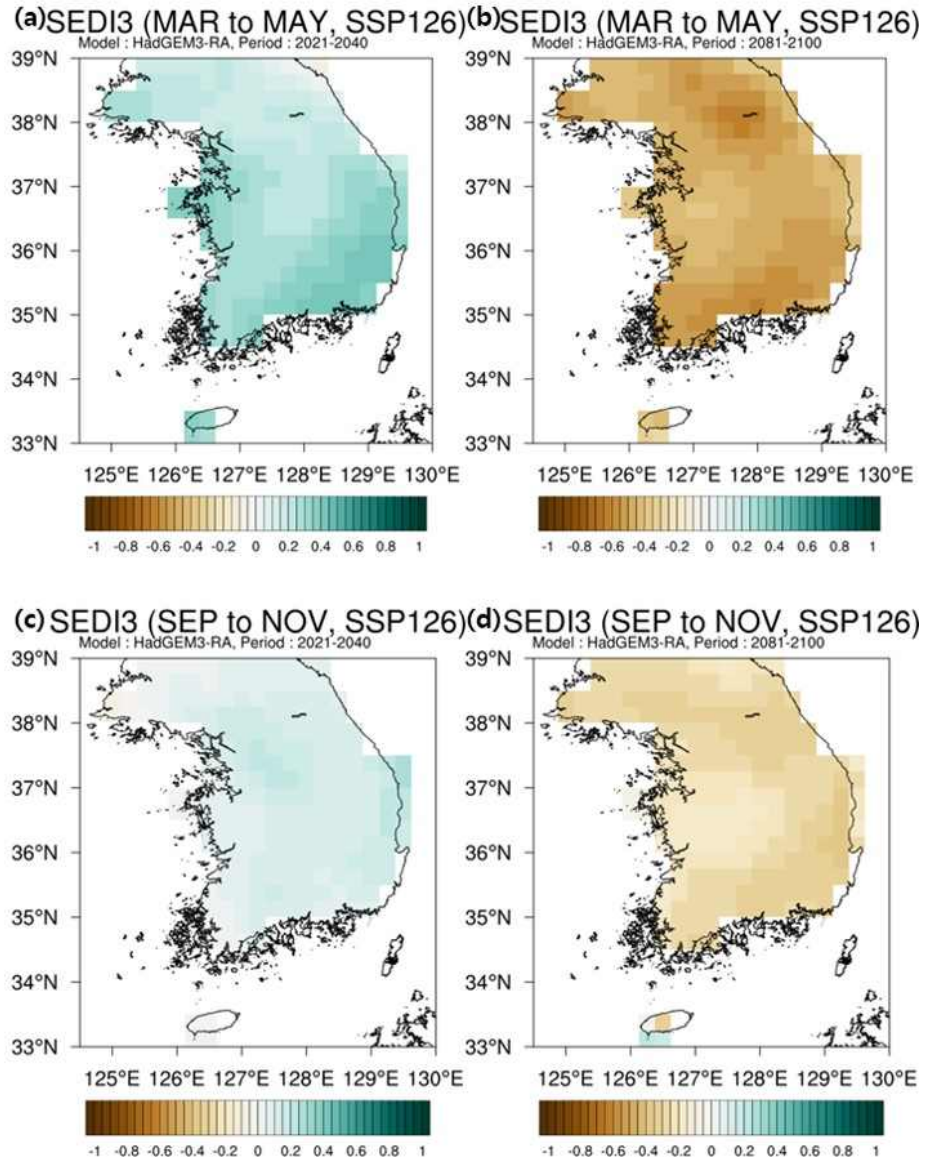 (a) SEDI3 (MAR to MAY, SSP126)
Model : HadGEM3-RA, Period : 2021-2040
39°N
38°N
37°N
36°N
35°N
34°N
33°N
125°E 126°E 127°E 128°E 129°E 130°E
-1 -0.8 -0.6 -0.4 -0.2 0 0.2 0.4 0.6 0.8 1
(b) SEDI3 (MAR to MAY, SSP126)
Model : HadGEM3-RA, Period : 2081-2100
39°N
38°N
37°N
36°N
35°N
34°N
33°N
125°E 126°E 127°E 128°E 129°E 130°E
-1 -0.8 -0.6 -0.4 -0.2 0 0.2 0.4 0.6 0.8 1
(c) SEDI3 (SEP to NOV, SSP126)
Model : HadGEM3-RA, Period : 2021-2040
39°N
38°N
37°N
36°N
35°N
34°N
33°N
125°E 126°E 127°E 128°E 129°E 130°E
-1 -0.8 -0.6 -0.4 -0.2 0 0.2 0.4 0.6 0.8 1
(d) SEDI3 (SEP to NOV, SSP126)
Model : HadGEM3-RA, Period : 2081-2100
39°N
38°N
37°N
36°N
35°N
34°N
33°N
125°E 126°E 127°E 128°E 129°E 130°E
-1 -0.8 -0.6 -0.4 -0.2 0 0.2 0.4 0.6 0.8 1